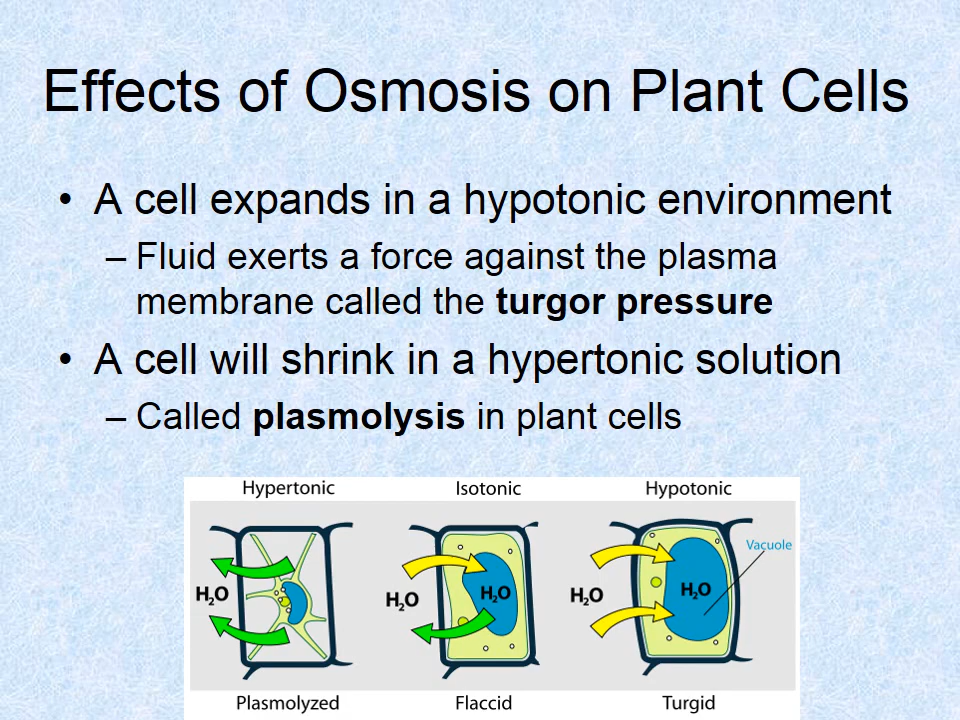 Effects of Osmosis on Plant Cells
• A cell expands in a hypotonic environment
– Fluid exerts a force against the plasma
membrane called the turgor pressure
• A cell will shrink in a hypertonic solution
– Called plasmolysis in plant cells
Hypertonic Isotonic Hypotonic
Vacuole
H₂O H₂O H₂O H₂O H₂O
Plasmolyzed Flaccid Turgid